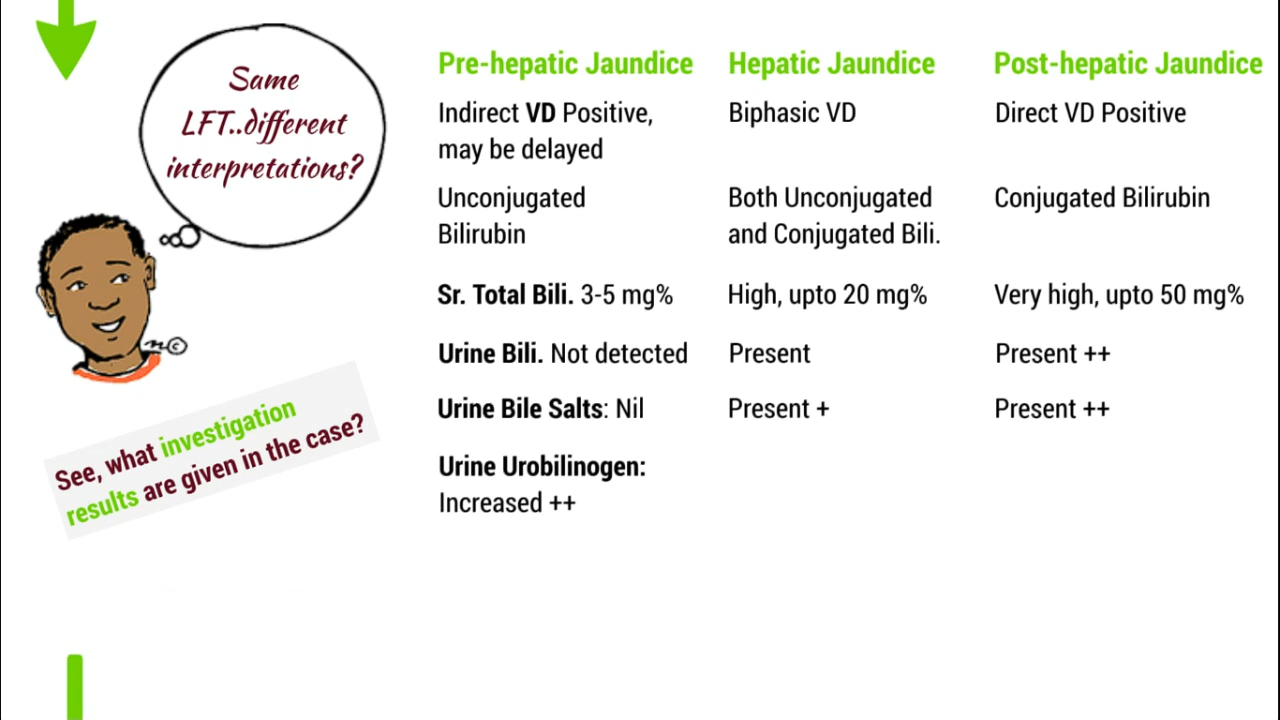 Same
LFT..different
interpretations?
See, what investigation
results are given in the case?
Pre-hepatic Jaundice Hepatic Jaundice Post-hepatic Jaundice
Indirect VD Positive, Biphasic VD Direct VD Positive
may be delayed
Unconjugated Both Unconjugated Conjugated Bilirubin
Bilirubin and Conjugated Bili.
Sr. Total Bili. 3-5 mg% High, upto 20 mg% Very high, upto 50 mg%
Urine Bili. Not detected Present Present ++
Urine Bile Salts: Nil Present + Present ++
Urine Urobilinogen:
Increased ++